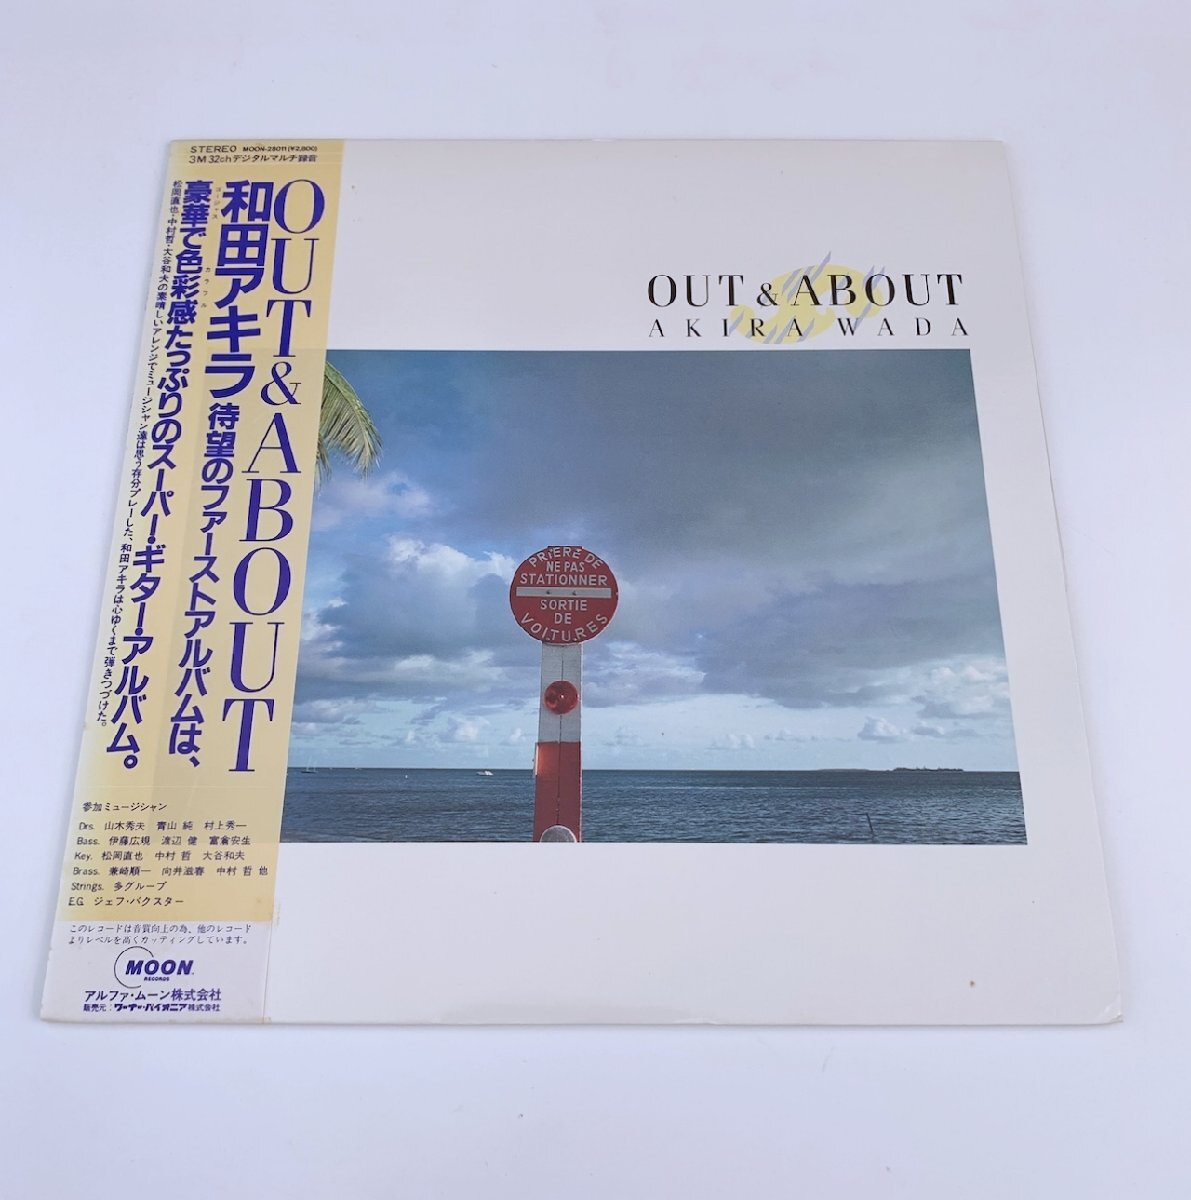 STEREO MOON-28011(¥2,800)
3M 32chデジタルマルチ録音
OUT&ABOUT
和田アキラ待望のファーストアルバムは、
ゴージャス
豪華で色彩感たっぷりのスーパー・ギター・アルバム。
カラフル
松岡直也・中村哲・大谷和夫の素晴しいアレンジでミュージシャン達は思う存分プレーした、和田アキラは心ゆくまで弾きつづけた。
参加ミュージシャン
Drs. 山木秀夫 青山 純 村上秀一
Bass. 伊藤広規 渡辺 健 富倉安生
Key. 松岡直也 中村 哲 大谷和夫
Brass. 兼崎順一 向井滋春 中村 哲 他
Strings. 多グループ
E.G. ジェフ・バクスター
このレコードは音質向上の為、他のレコード
よりレベルを高くカッティングしています。
MOON
RECORDS
アルファ・ムーン株式会社
販売元:ワーナー・パイオニア株式会社
OUT & ABOUT
AKIRA WADA
PRIERE DE
NE PAS
STATIONNER
SORTIE
DE
VOITURES